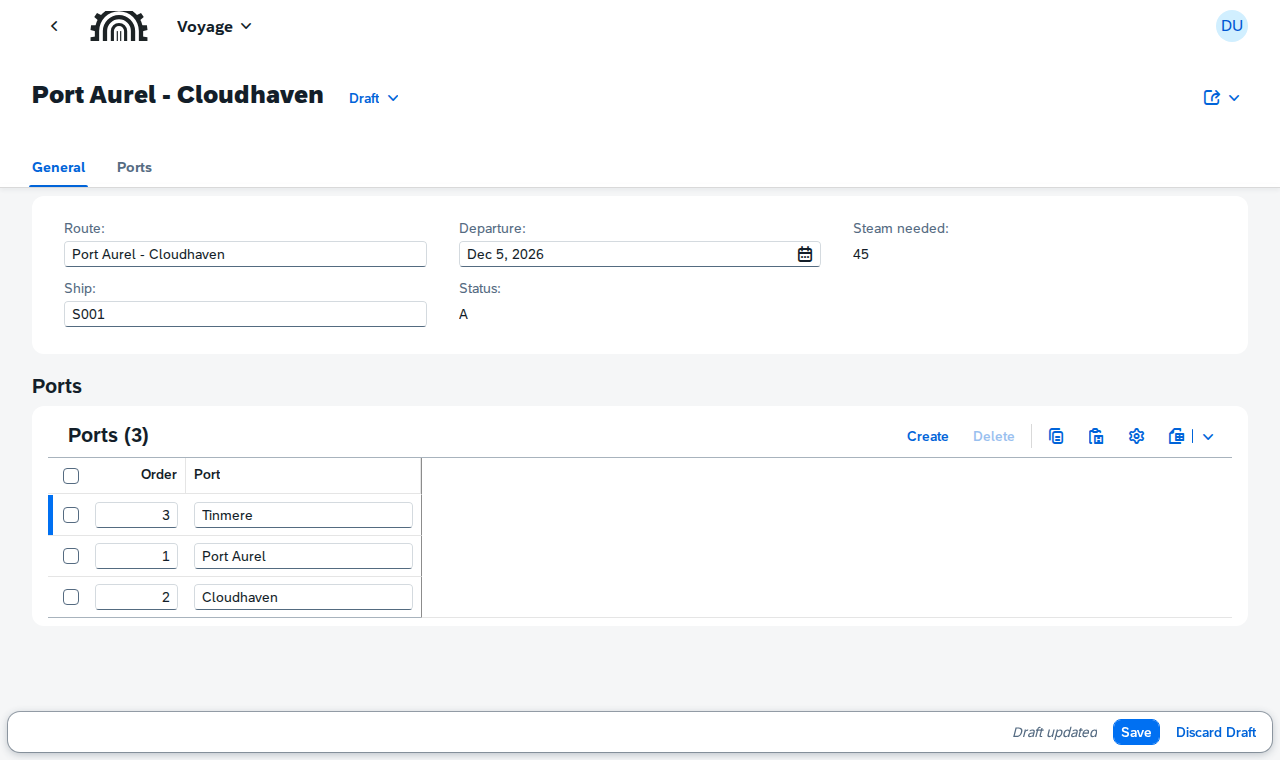 Voyage
DU
Port Aurel - Cloudhaven Draft
General Ports
Route: Departure: Steam needed:
Port Aurel - Cloudhaven Dec 5, 2026 45
Ship: Status:
S001 A
Ports
Ports (3) Create Delete
Order Port
3 Tinmere
1 Port Aurel
2 Cloudhaven
Draft updated Save Discard Draft